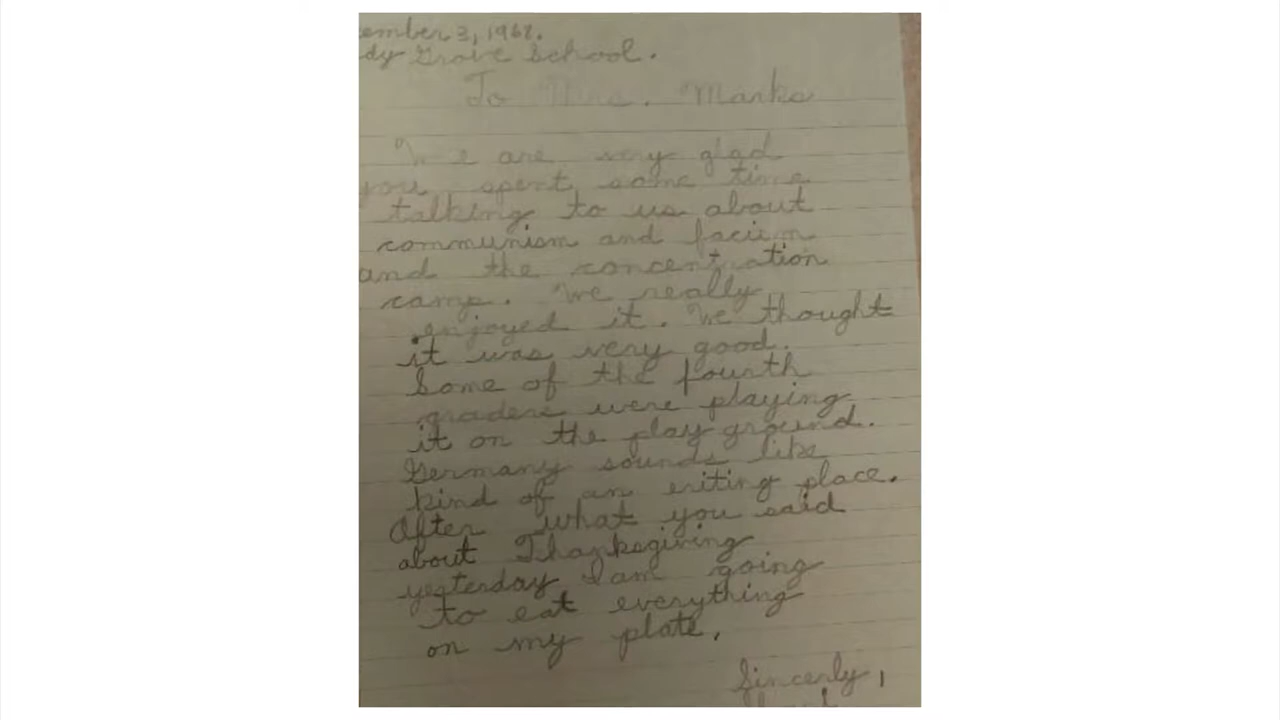 ember 3, 1968.
dy Grove School.
To Mrs. Marks
We are very glad
you spent some time
talking to us about
communism and facism
and the concentration
camp. We really
enjoyed it. We thought
it was very good.
Some of the fourth
graders were playing
it on the play ground.
Germany sounds like
kind of an exiting place.
After what you said
about Thanksgiving
yesterday I am going
to eat everything
on my plate.
Sincerly,